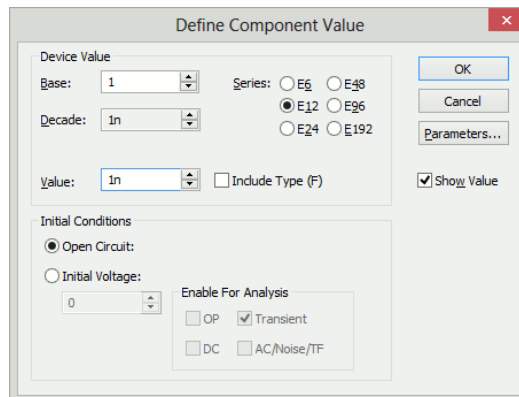 Define Component Value
Device Value
Base: 1
Series: E6 E48
E12 E96
E24 E192
Decade: 1n
Value: 1n
Include Type (F)
OK
Cancel
Parameters...
Show Value
Initial Conditions
Open Circuit:
Initial Voltage:
0
Enable For Analysis
OP Transient
DC AC/Noise/TF